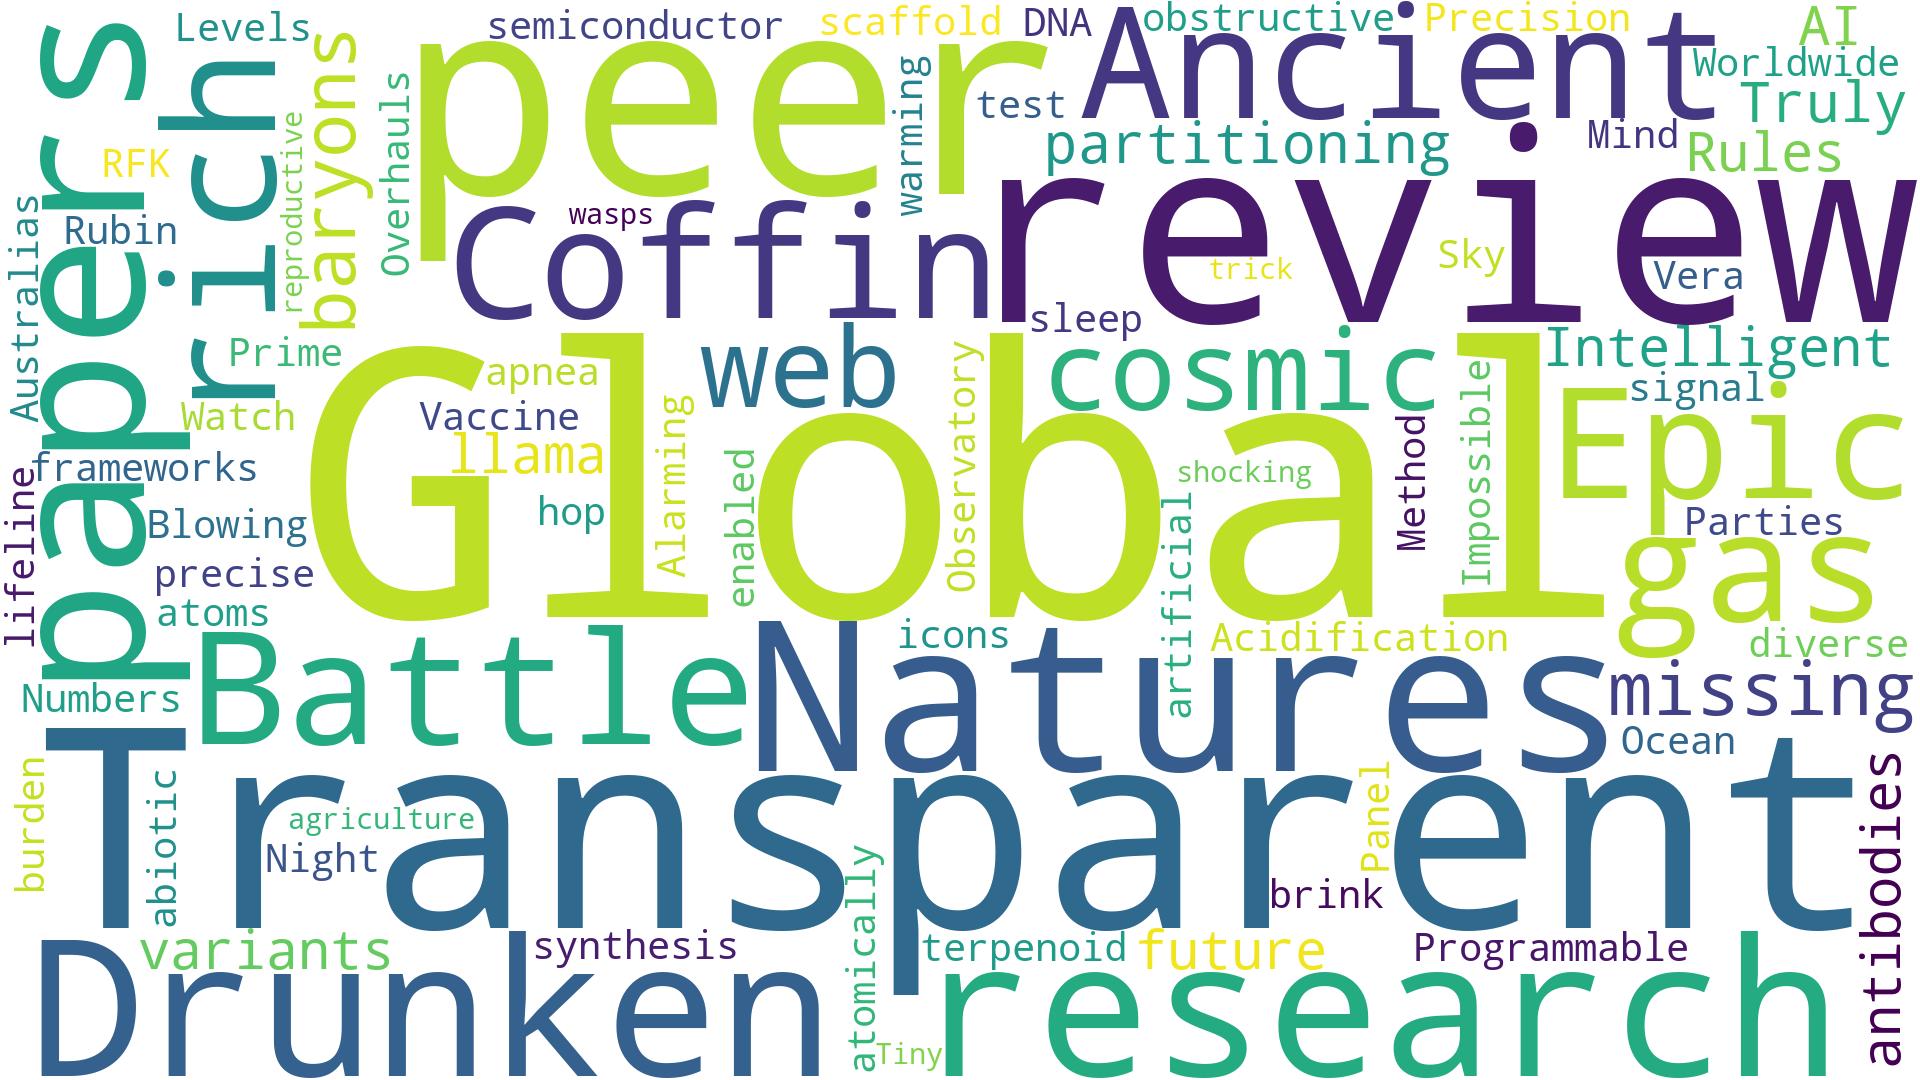 papers
Levels
rich
RFK
Rubin
Australias
reproductive
baryons
Overhauls
semiconductor
scaffold
DNA
obstructive
Precision
AI
peer
Ancient
Worldwide
warming
test
Truly
partitioning
Mind
Rules
review
Coffin
wasps
trick
Sky
Vera
sleep
Prime
Global
apnea
web
Observatory
cosmic
Intelligent
signal
Watch
Vaccine
llama
hop
Alarming
enabled
shocking
Method
Impossible
Epic
frameworks
lifeline
Blowing
precise
atoms
artificial
Parties
gas
Numbers
Battle
Natures
icons
Acidification
diverse
missing
Ocean
Transparent
burden
abiotic
agriculture
Night
atomically
Panel
brink
antibodies
variants
synthesis
terpenoid
future
Programmable
Drunken
Tiny
research